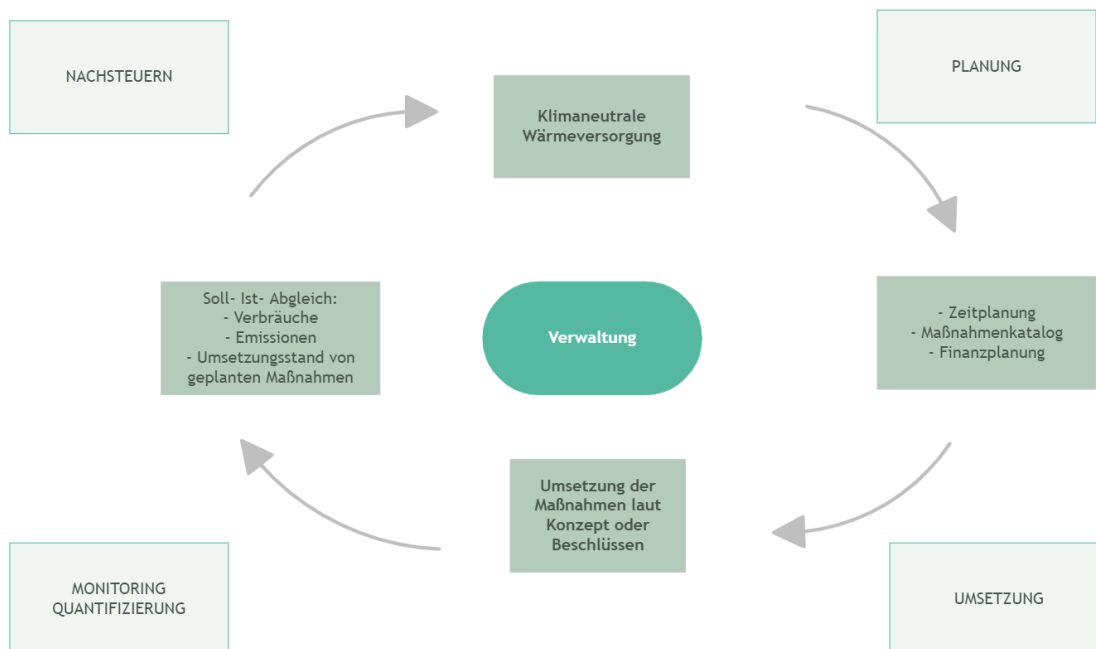 NACHSTEUERN
PLANUNG
Klimaneutrale
Wärmeversorgung
Soll- Ist- Abgleich:
- Verbräuche
- Emissionen
- Umsetzungsstand von
geplanten Maßnahmen
Verwaltung
- Zeitplanung
- Maßnahmenkatalog
- Finanzplanung
Umsetzung der
Maßnahmen laut
Konzept oder
Beschlüssen
MONITORING
QUANTIFIZIERUNG
UMSETZUNG